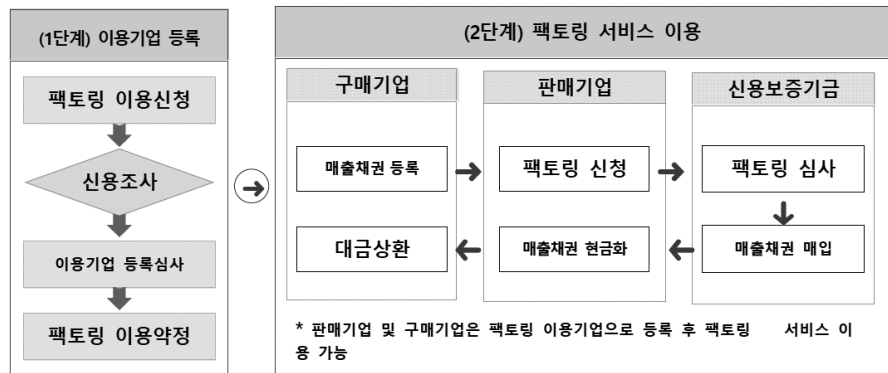 (1단계) 이용기업 등록
팩토링 이용신청
신용조사
이용기업 등록심사
팩토링 이용약정
(2단계) 팩토링 서비스 이용
구매기업
판매기업
신용보증기금
매출채권 등록
팩토링 신청
팩토링 심사
대금상환
매출채권 현금화
매출채권 매입
* 판매기업 및 구매기업은 팩토링 이용기업으로 등록 후 팩토링 서비스 이
용 가능